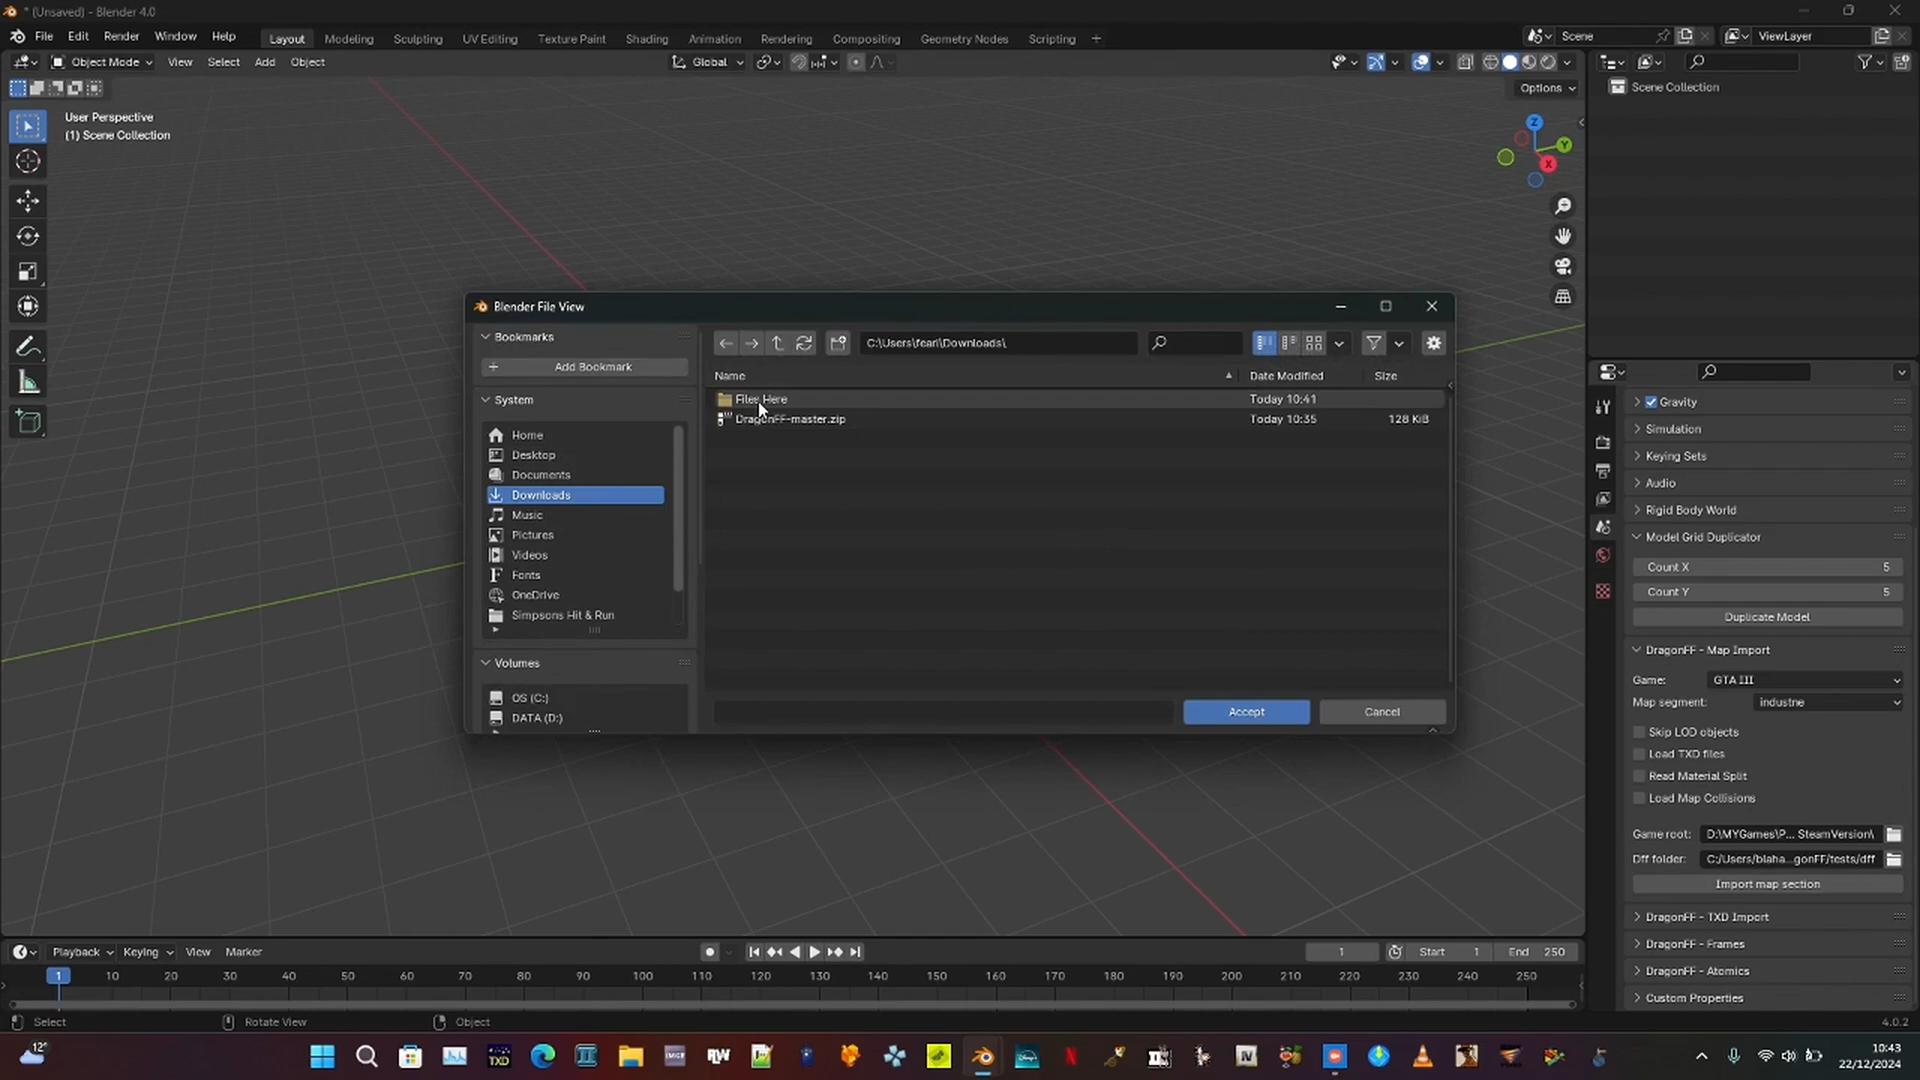 * (Unsaved) - Blender 4.0
File Edit Render Window Help
Layout Modeling Sculpting UV Editing Texture Paint Shading Animation Rendering Compositing Geometry Nodes Scripting +
Scene
ViewLayer
Object Mode View Select Add Object
Global
Options
User Perspective
(1) Scene Collection
Z
Y
X
Scene Collection
Blender File View
Bookmarks
Add Bookmark
System
Home
Desktop
Documents
Downloads
Music
Pictures
Videos
Fonts
OneDrive
Simpsons Hit & Run
Volumes
OS (C:)
DATA (D:)
C:\Users\fearl\Downloads\
Name Date Modified Size
Files Here Today 10:41
DragonFF-master.zip Today 10:35 128 KiB
Accept Cancel
Gravity
Simulation
Keying Sets
Audio
Rigid Body World
Model Grid Duplicator
Count X 5
Count Y 5
Duplicate Model
DragonFF - Map Import
Game: GTA III
Map segment: industne
Skip LOD objects
Load TXD files
Read Material Split
Load Map Collisions
Game root: D:\MYGames\P... SteamVersion\
Dff folder: C:/Users/blaha...gonFF/tests/dff
Import map section
DragonFF - TXD Import
DragonFF - Frames
DragonFF - Atomics
Custom Properties
Playback Keying View Marker
1 Start 1 End 250
1 10 20 30 40 50 60 70 80 90 100 110 120 130 140 150 160 170 180 190 200 210 220 230 240 250
Select Rotate View Object
4.0.2
12°
TXD
IMG
RW
IV
10:43
22/12/2024